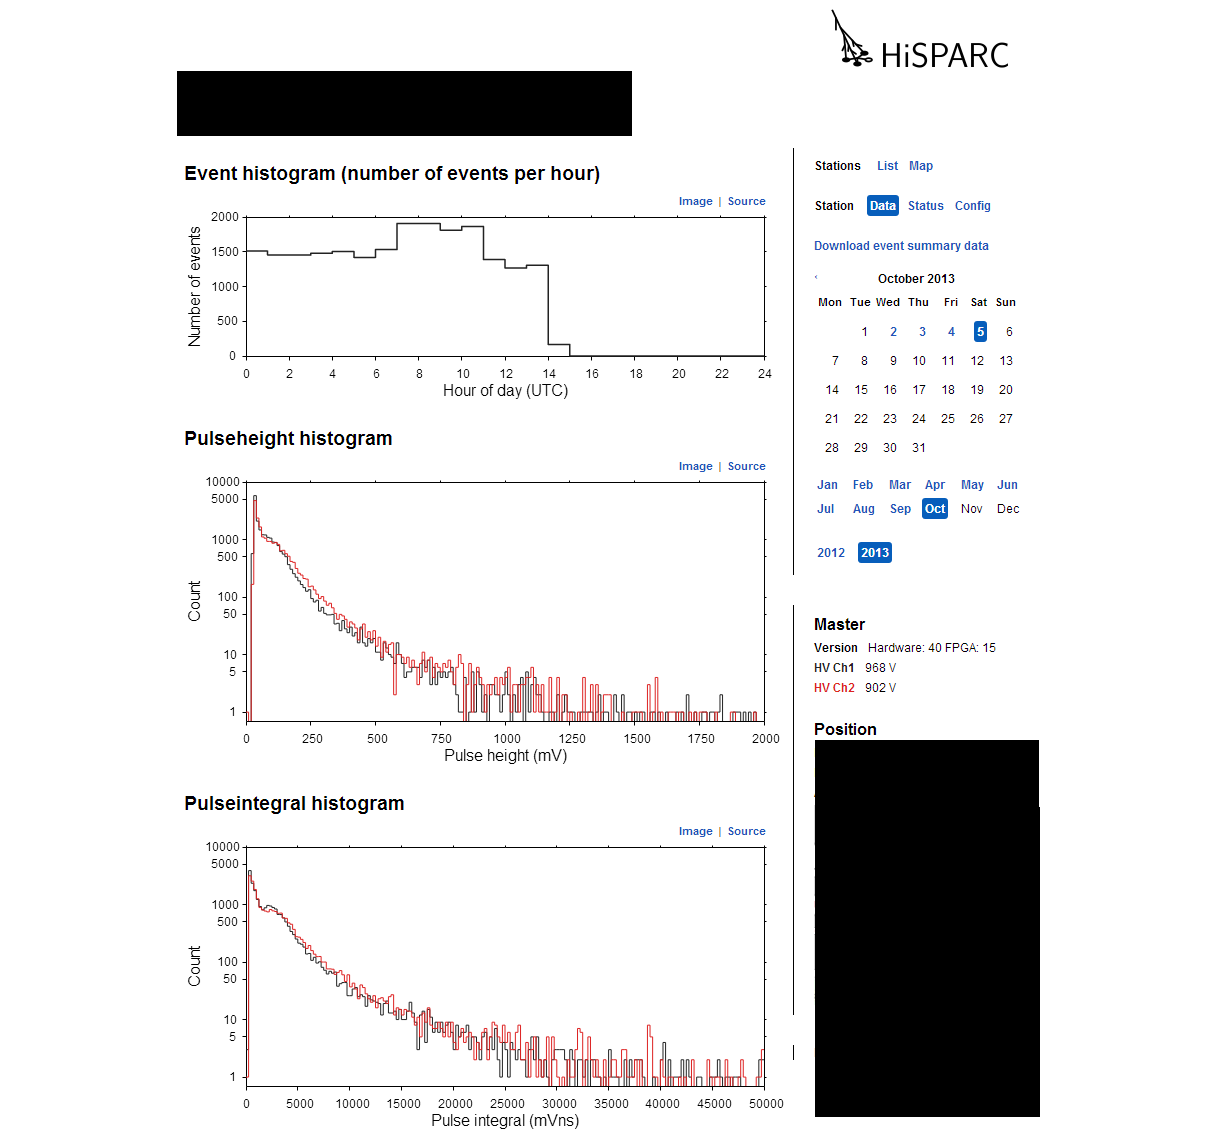 HiSPARC
Event histogram (number of events per hour)
Image | Source
2000
1500
1000
500
0
Number of events
0 2 4 6 8 10 12 14 16 18 20 22 24
Hour of day (UTC)
Pulseheight histogram
Image | Source
10000
5000
1000
500
100
50
10
5
1
Count
0 250 500 750 1000 1250 1500 1750 2000
Pulse height (mV)
Pulseintegral histogram
Image | Source
10000
5000
1000
500
100
50
10
5
1
Count
0 5000 10000 15000 20000 25000 30000 35000 40000 45000 50000
Pulse integral (mVns)
Stations List Map
Station Data Status Config
Download event summary data
‹ October 2013
Mon Tue Wed Thu Fri Sat Sun
1 2 3 4 5 6
7 8 9 10 11 12 13
14 15 16 17 18 19 20
21 22 23 24 25 26 27
28 29 30 31
Jan Feb Mar Apr May Jun
Jul Aug Sep Oct Nov Dec
2012 2013
Master
Version Hardware: 40 FPGA: 15
HV Ch1 968 V
HV Ch2 902 V
Position